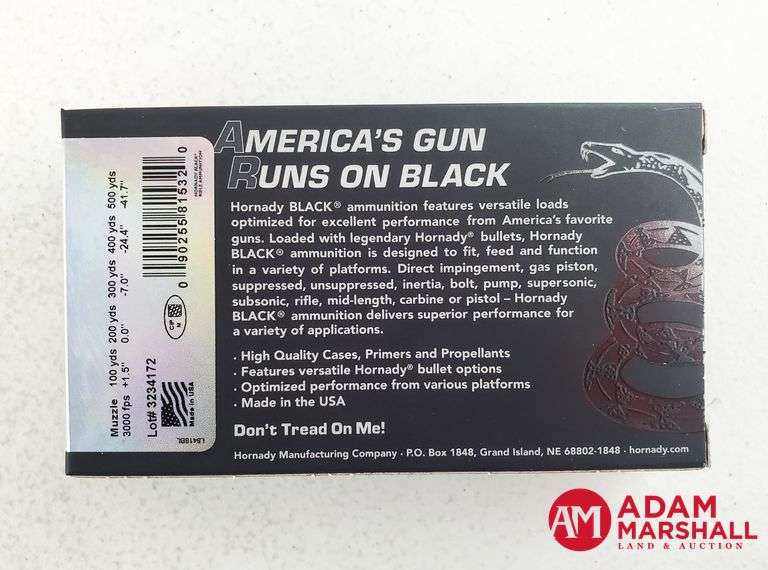 AMERICA'S GUN
RUNS ON BLACK
Hornady BLACK® ammunition features versatile loads
optimized for excellent performance from America's favorite
guns. Loaded with legendary Hornady® bullets, Hornady
BLACK® ammunition is designed to fit, feed and function
in a variety of platforms. Direct impingement, gas piston,
suppressed, unsuppressed, inertia, bolt, pump, supersonic,
subsonic, rifle, mid-length, carbine or pistol – Hornady
BLACK® ammunition delivers superior performance for
a variety of applications.
· High Quality Cases, Primers and Propellants
· Features versatile Hornady® bullet options
· Optimized performance from various platforms
· Made in the USA
Don't Tread On Me!
Hornady Manufacturing Company · P.O. Box 1848, Grand Island, NE 68802-1848 · hornady.com
Muzzle 100 yds 200 yds 300 yds 400 yds 500 yds
3000 fps +1.5" 0.0" -7.0" -24.4" -41.7"
Lot# 3234172
CIP
M
Made in USA
0 90255 81532 0
HORNADY BLACK®
RIFLE AMMUNITION
AM ADAM
MARSHALL
LAND & AUCTION